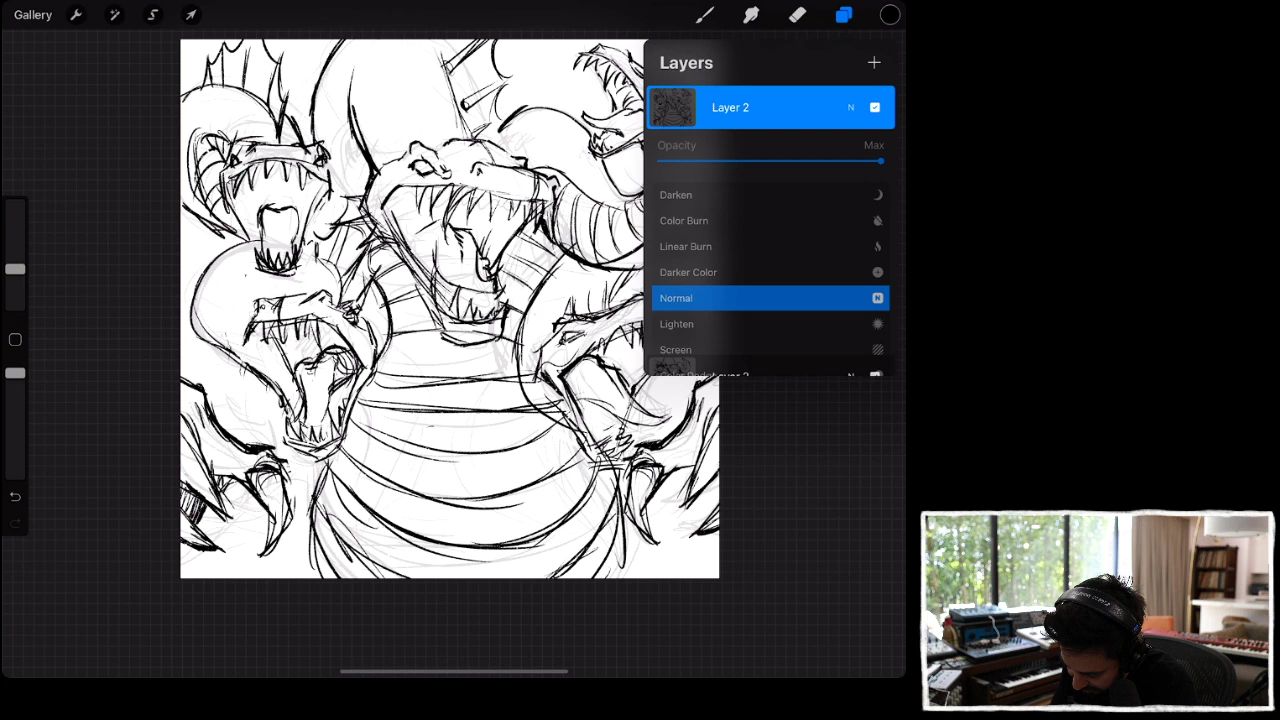 Gallery
Layers
Layer 2 N
Opacity Max
Darken
Color Burn
Linear Burn
Darker Color
Normal N
Lighten
Screen